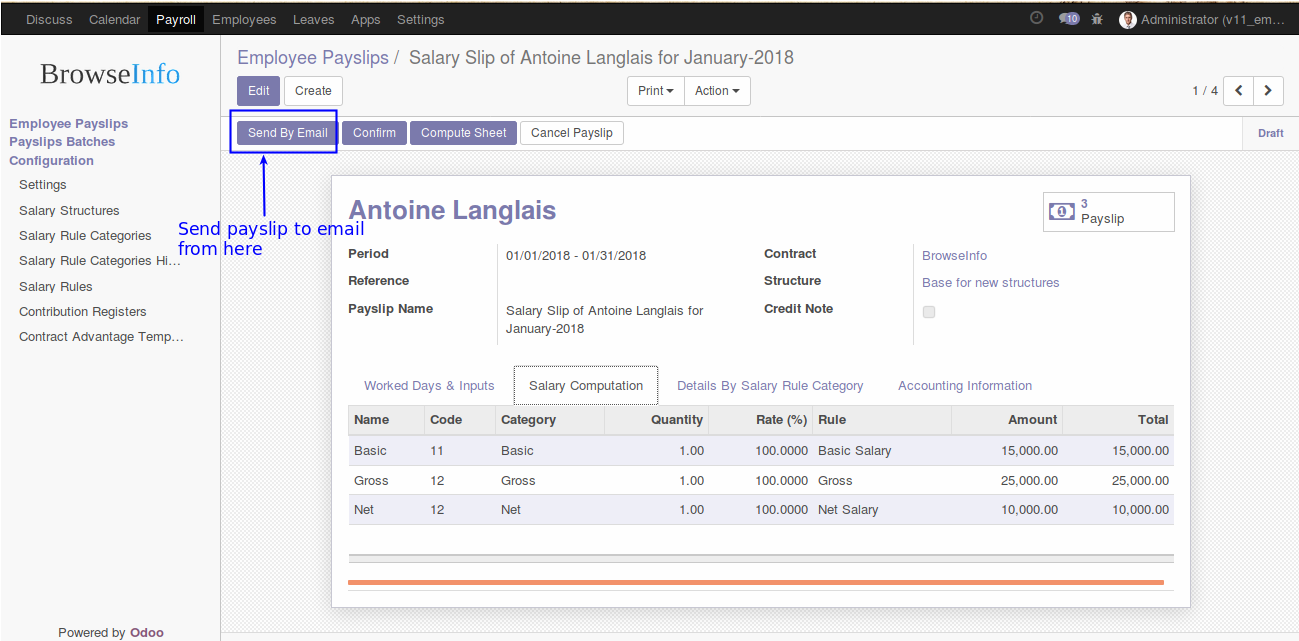 Discuss Calendar Payroll Employees Leaves Apps Settings 10 Administrator (v11_em...
BrowseInfo
Employee Payslips
Payslips Batches
Configuration
Settings
Salary Structures
Salary Rule Categories
Salary Rule Categories Hi...
Salary Rules
Contribution Registers
Contract Advantage Temp...
Powered by Odoo
Employee Payslips / Salary Slip of Antoine Langlais for January-2018
Edit Create Print Action 1 / 4
Send By Email Confirm Compute Sheet Cancel Payslip Draft
Send payslip to email
from here
Antoine Langlais
3
Payslip
1
Period 01/01/2018 - 01/31/2018 Contract BrowseInfo
Reference Structure Base for new structures
Payslip Name Salary Slip of Antoine Langlais for Credit Note
January-2018
Worked Days & Inputs Salary Computation Details By Salary Rule Category Accounting Information
Name Code Category Quantity Rate (%) Rule Amount Total
Basic 11 Basic 1.00 100.0000 Basic Salary 15,000.00 15,000.00
Gross 12 Gross 1.00 100.0000 Gross 25,000.00 25,000.00
Net 12 Net 1.00 100.0000 Net Salary 10,000.00 10,000.00